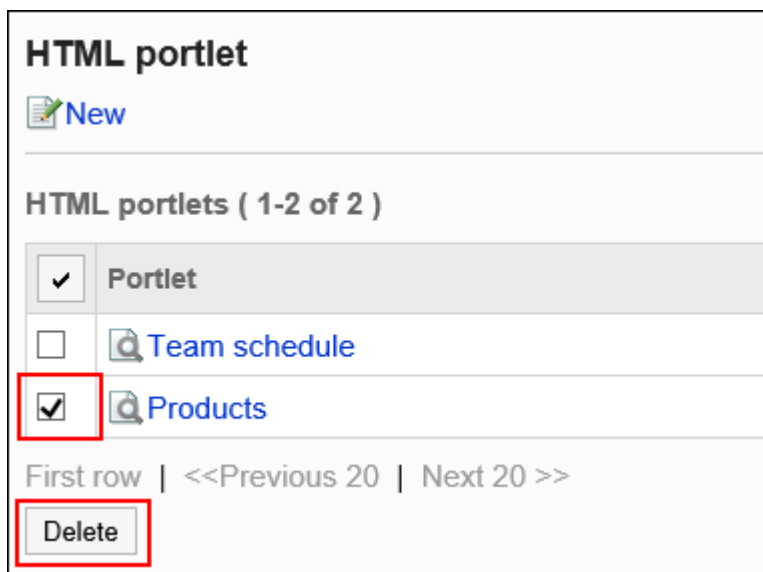 HTML portlet
New
HTML portlets ( 1-2 of 2 )
Portlet
Team schedule
Products
First row | <<Previous 20 | Next 20 >>
Delete